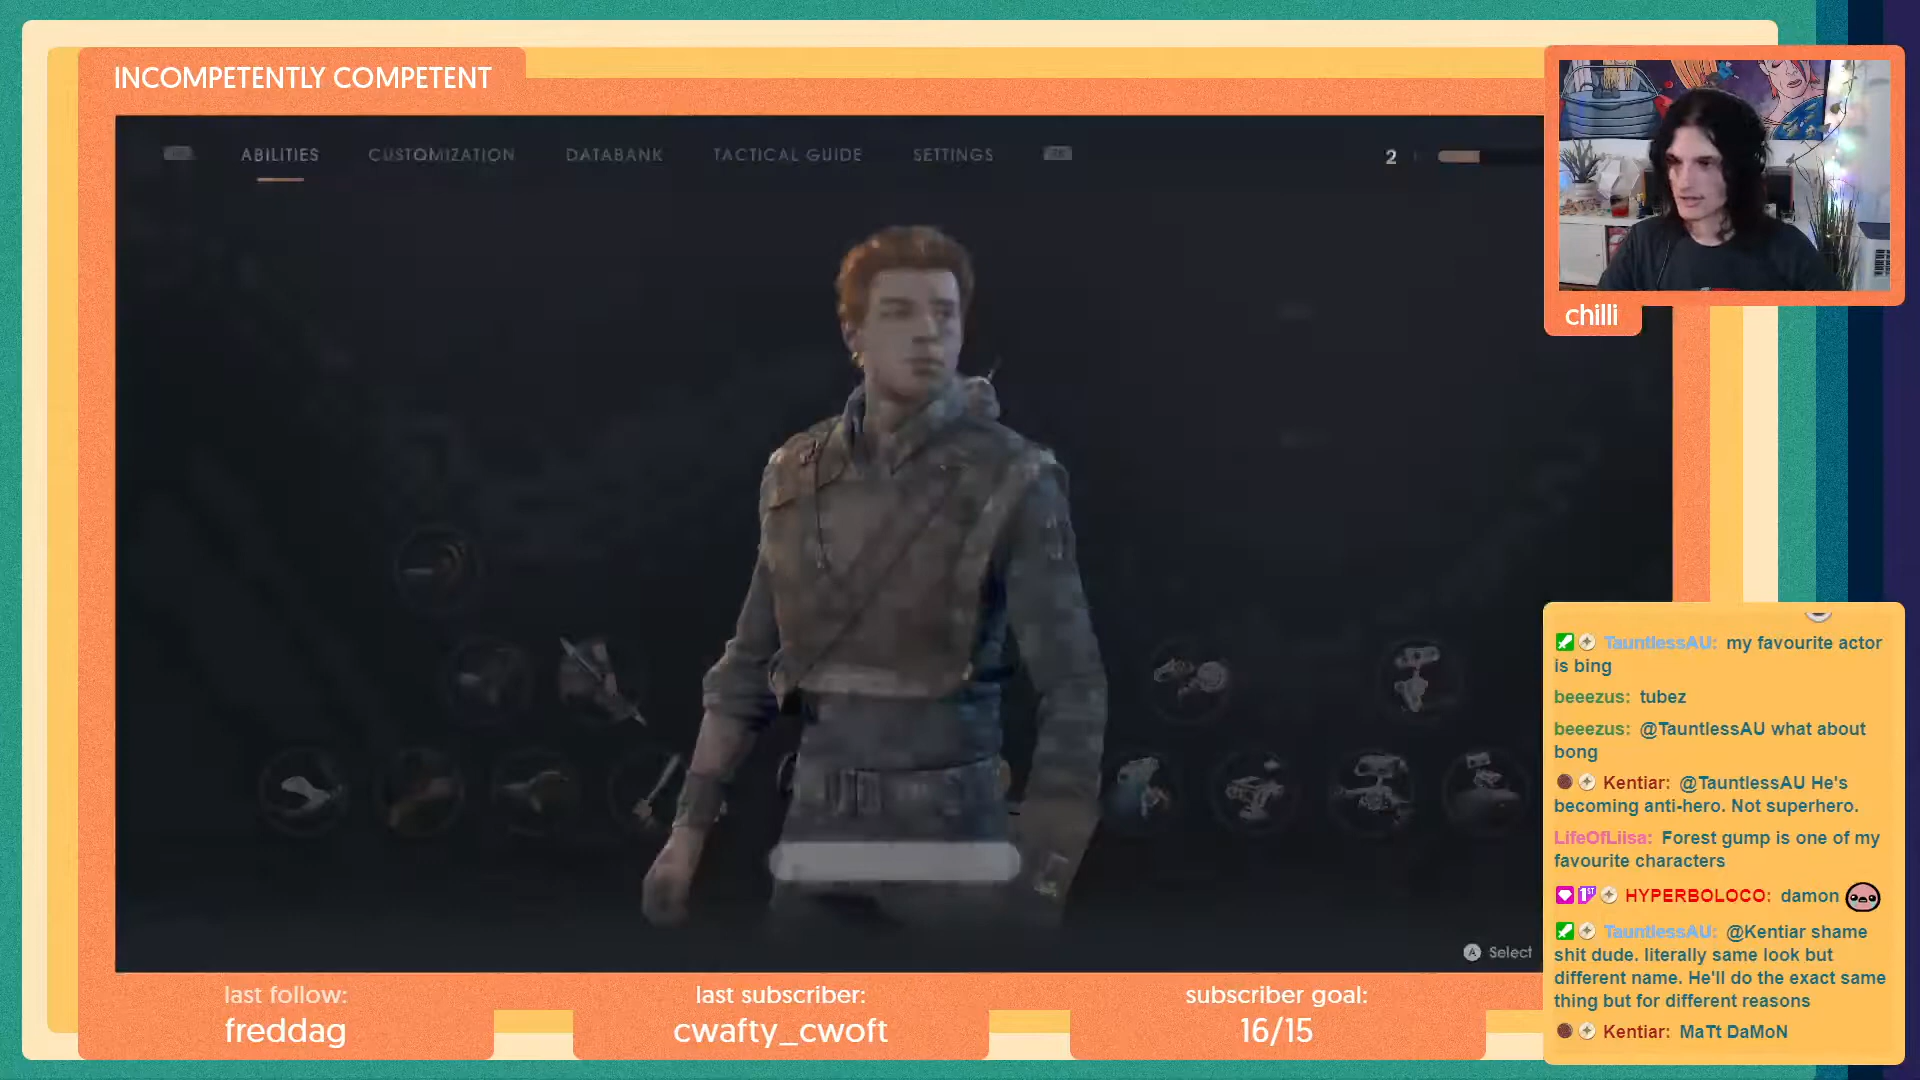 INCOMPETENTLY COMPETENT
ABILITIES CUSTOMIZATION DATABANK TACTICAL GUIDE SETTINGS
2
chilli
TauntlessAU: my favourite actor
is bing
beeezus: tubez
beeezus: @TauntlessAU what about
bong
Kentiar: @TauntlessAU He's
becoming anti-hero. Not superhero.
LifeOfLiisa: Forest gump is one of my
favourite characters
HYPERBOLOCO: damon
TauntlessAU: @Kentiar shame
shit dude. literally same look but
different name. He'll do the exact same
thing but for different reasons
Kentiar: MaTt DaMoN
A Select
last follow:
freddag
last subscriber:
cwafty_cwoft
subscriber goal:
16/15